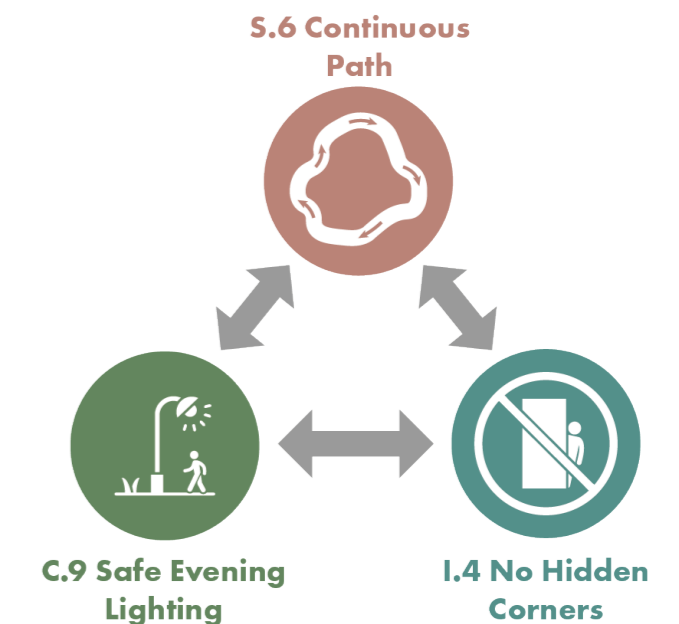 S.6 Continuous
Path
C.9 Safe Evening
Lighting
I.4 No Hidden
Corners